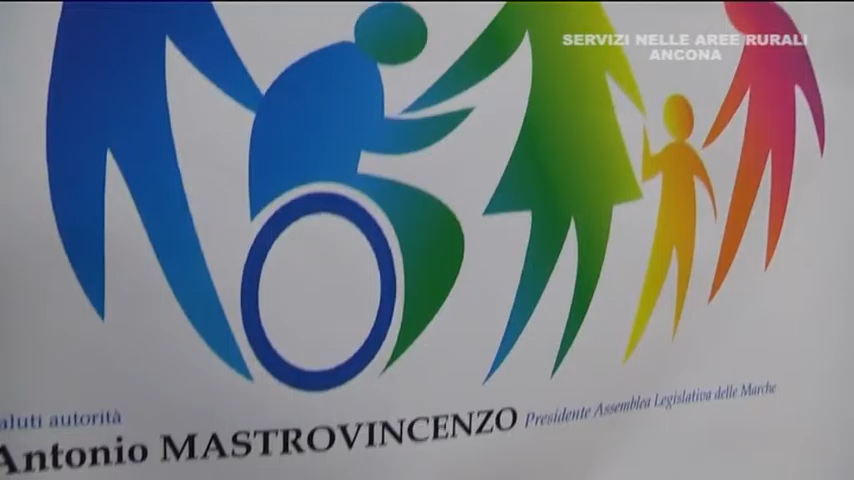 SERVIZI NELLE AREE RURALI
ANCONA
aluti autorità
Antonio MASTROVINCENZO Presidente Assemblea Legislativa delle Marche